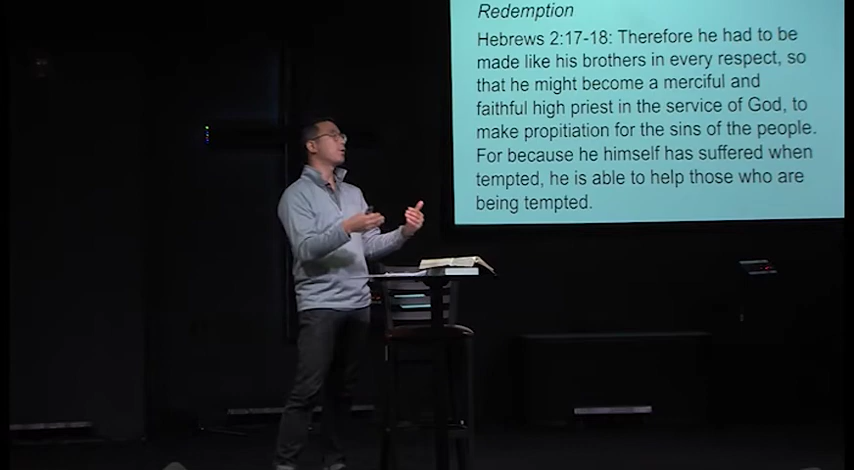 Redemption
Hebrews 2:17-18: Therefore he had to be
made like his brothers in every respect, so
that he might become a merciful and
faithful high priest in the service of God, to
make propitiation for the sins of the people.
For because he himself has suffered when
tempted, he is able to help those who are
being tempted.